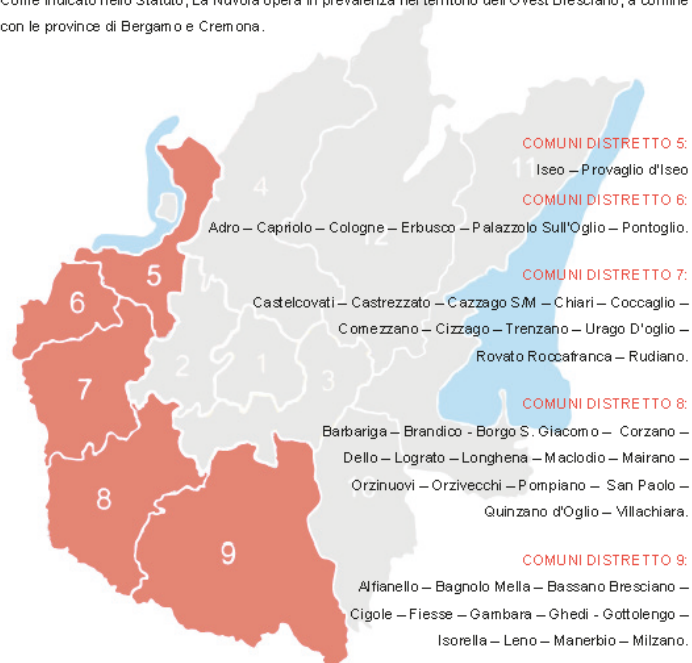 Come indicato nello Statuto, La Nuvola opera in prevalenza nel territorio dell'Ovest Bresciano, a confine
con le province di Bergamo e Cremona.
COMUNI DISTRETTO 5:
11
Iseo – Provaglio d'Iseo
4
COMUNI DISTRETTO 6:
Adro – Capriolo – Cologne – Erbusco – Palazzolo Sull'Oglio – Pontoglio.
12
5
COMUNI DISTRETTO 7:
6
Castelcovati – Castrezzato – Cazzago S/M – Chiari – Coccaglio –
Comezzano – Cizzago – Trenzano – Urago D'oglio –
Rovato Roccafranca – Rudiano.
2
1
3
7
COMUNI DISTRETTO 8:
Barbariga – Brandico - Borgo S. Giacomo – Corzano –
Dello – Lograto – Longhena – Maclodio – Mairano –
Orzinuovi – Orzivecchi – Pompiano – San Paolo –
8
Quinzano d'Oglio – Villachiara.
9
COMUNI DISTRETTO 9:
Alfianello – Bagnolo Mella – Bassano Bresciano –
Cigole – Fiesse – Gambara – Ghedi - Gottolengo –
Isorella – Leno – Manerbio – Milzano.